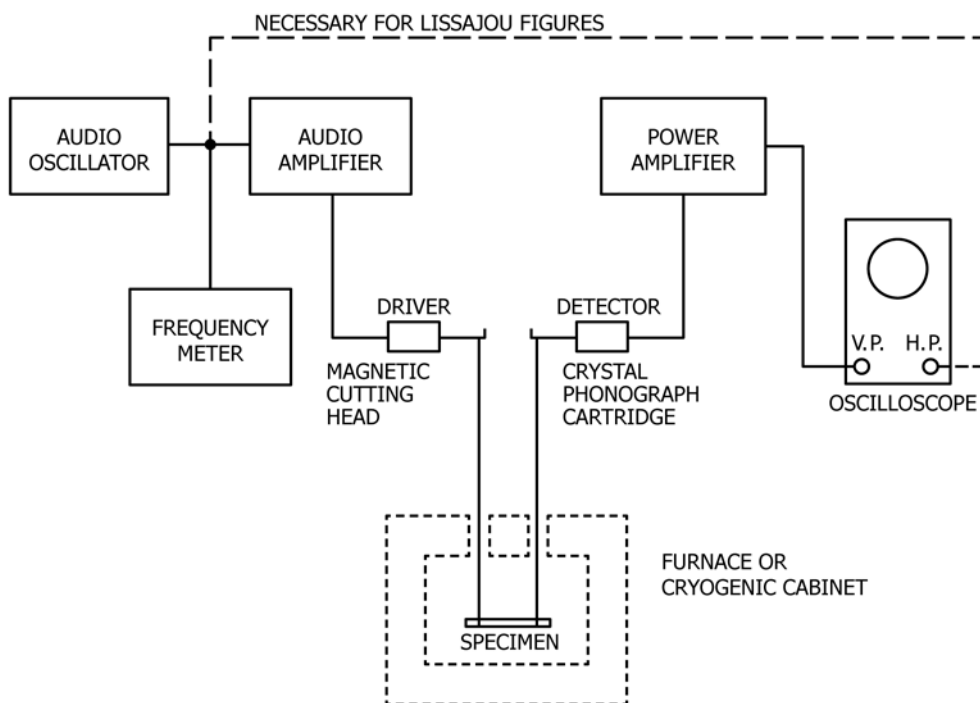 NECESSARY FOR LISSAJOU FIGURES
AUDIO
OSCILLATOR
AUDIO
AMPLIFIER
POWER
AMPLIFIER
FREQUENCY
METER
DRIVER
MAGNETIC
CUTTING
HEAD
DETECTOR
CRYSTAL
PHONOGRAPH
CARTRIDGE
V.P. H.P.
OSCILLOSCOPE
FURNACE OR
CRYOGENIC CABINET
SPECIMEN